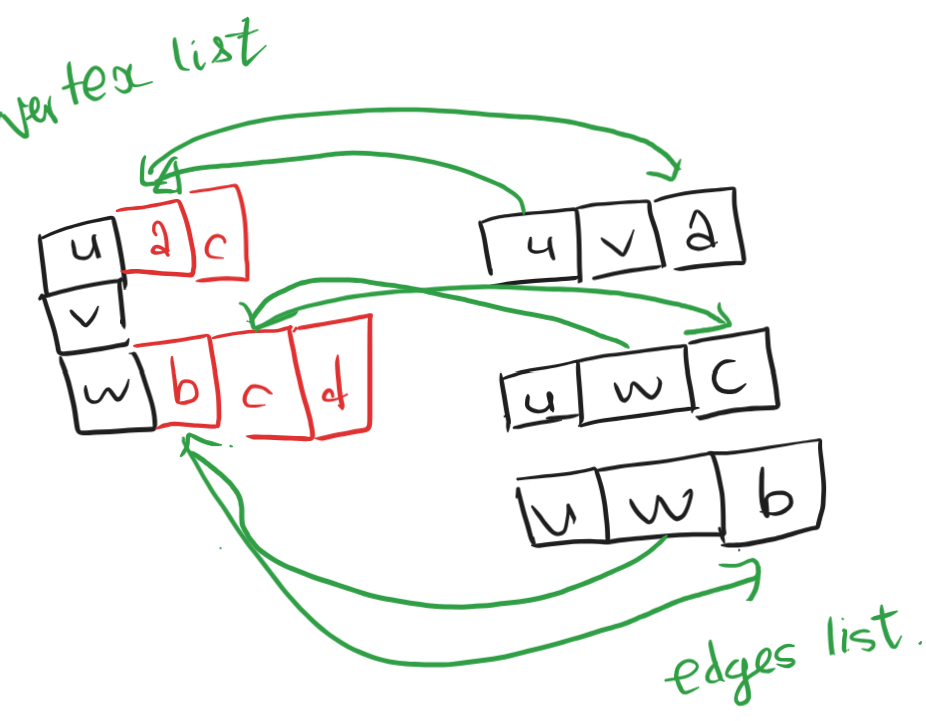 vertex list
u a c
v
w b c d
u v a
u w c
v w b
edges list.